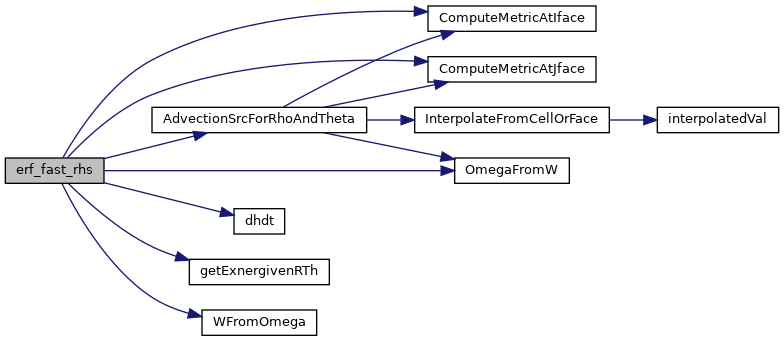 ComputeMetricAtIface
ComputeMetricAtJface
AdvectionSrcForRhoAndTheta
InterpolateFromCellOrFace
interpolatedVal
erf_fast_rhs
OmegaFromW
dhdt
getExnergivenRTh
WFromOmega